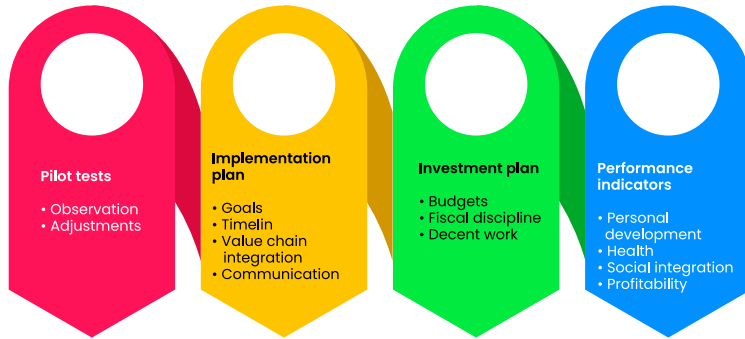 Pilot tests
• Observation
• Adjustments
Implementation
plan
• Goals
• Timelin
• Value chain
integration
• Communication
Investment plan
• Budgets
• Fiscal discipline
• Decent work
Performance
indicators
• Personal
development
• Health
• Social integration
• Profitability